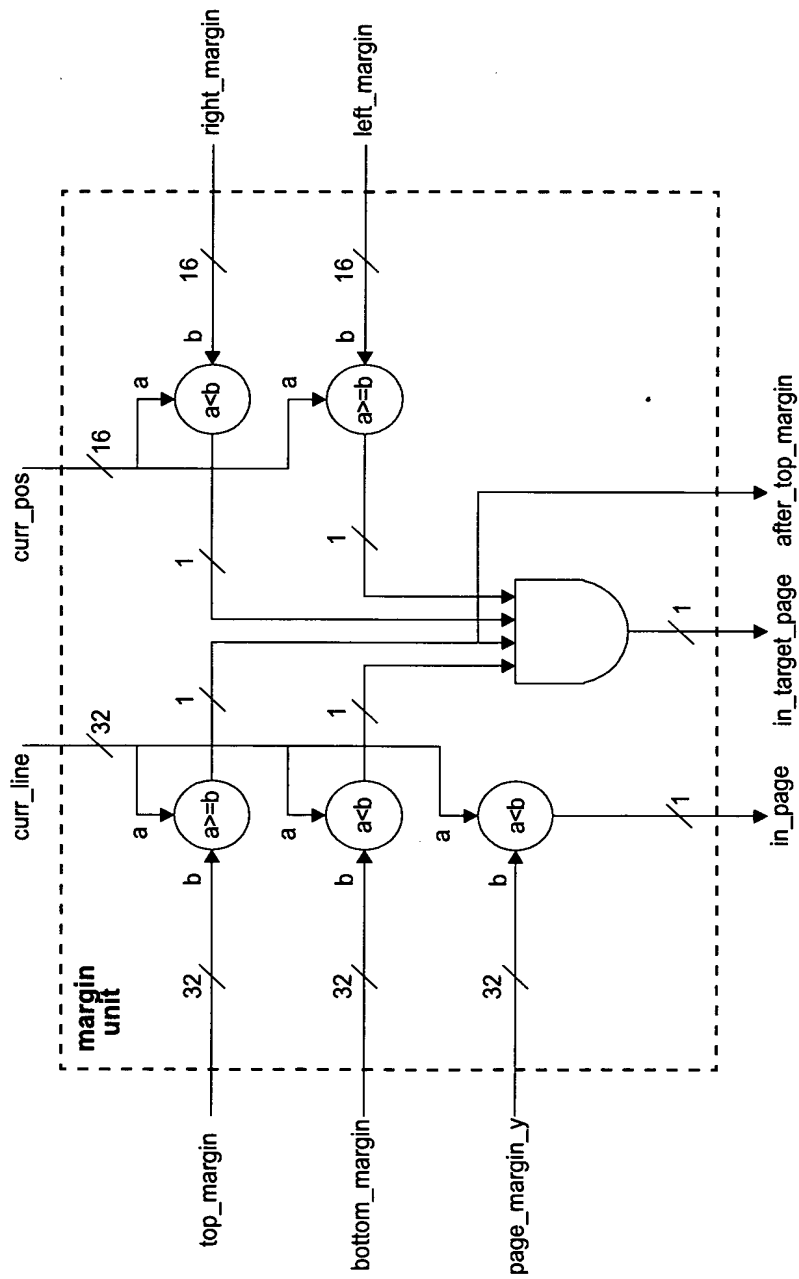 curr_line
curr_pos
margin
unit
32
16
a
a>=b
b
32
top_margin
1
1
a
a<b
b
16
right_margin
a
a<b
b
32
bottom_margin
1
1
a
a>=b
b
16
left_margin
a
a<b
b
32
page_margin_y
1
1
in_page
in_target_page
after_top_margin